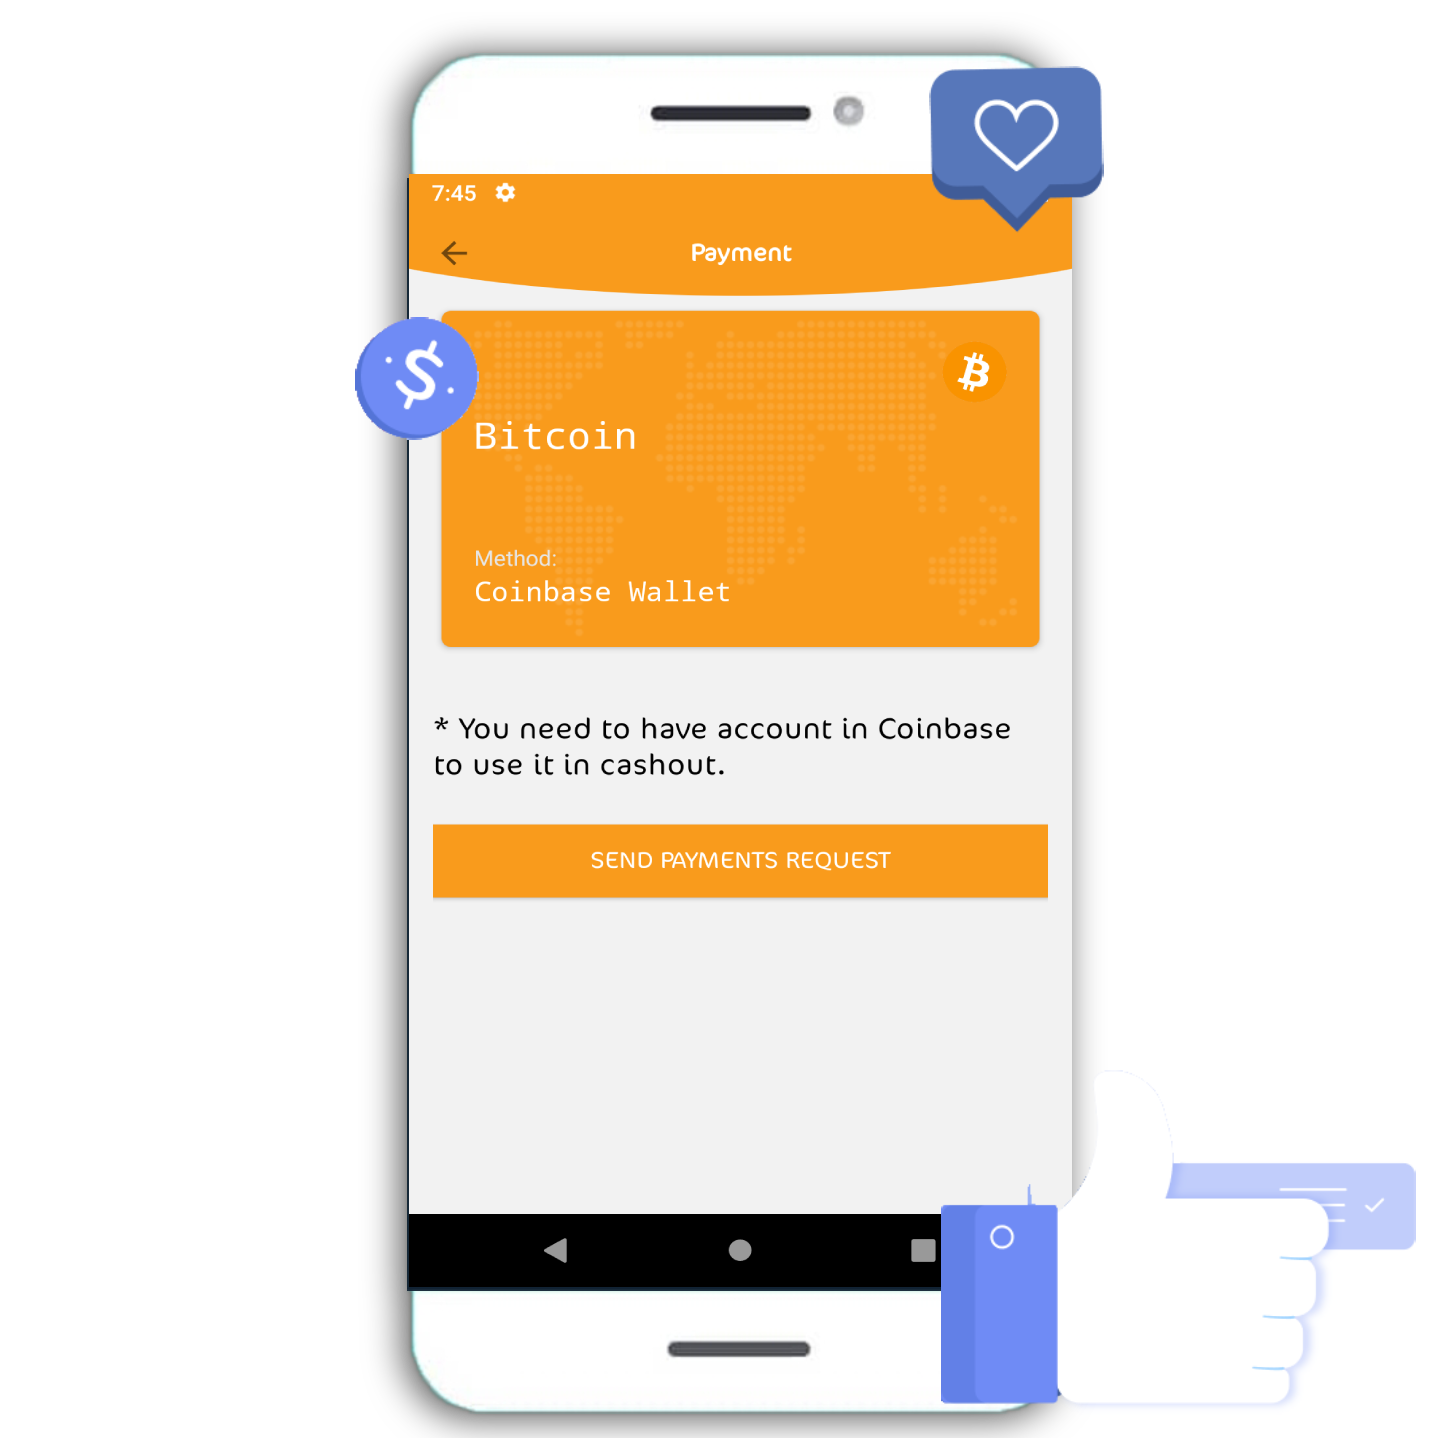 7:45
Payment
Bitcoin
Method:
Coinbase Wallet
* You need to have account in Coinbase
to use it in cashout.
SEND PAYMENTS REQUEST